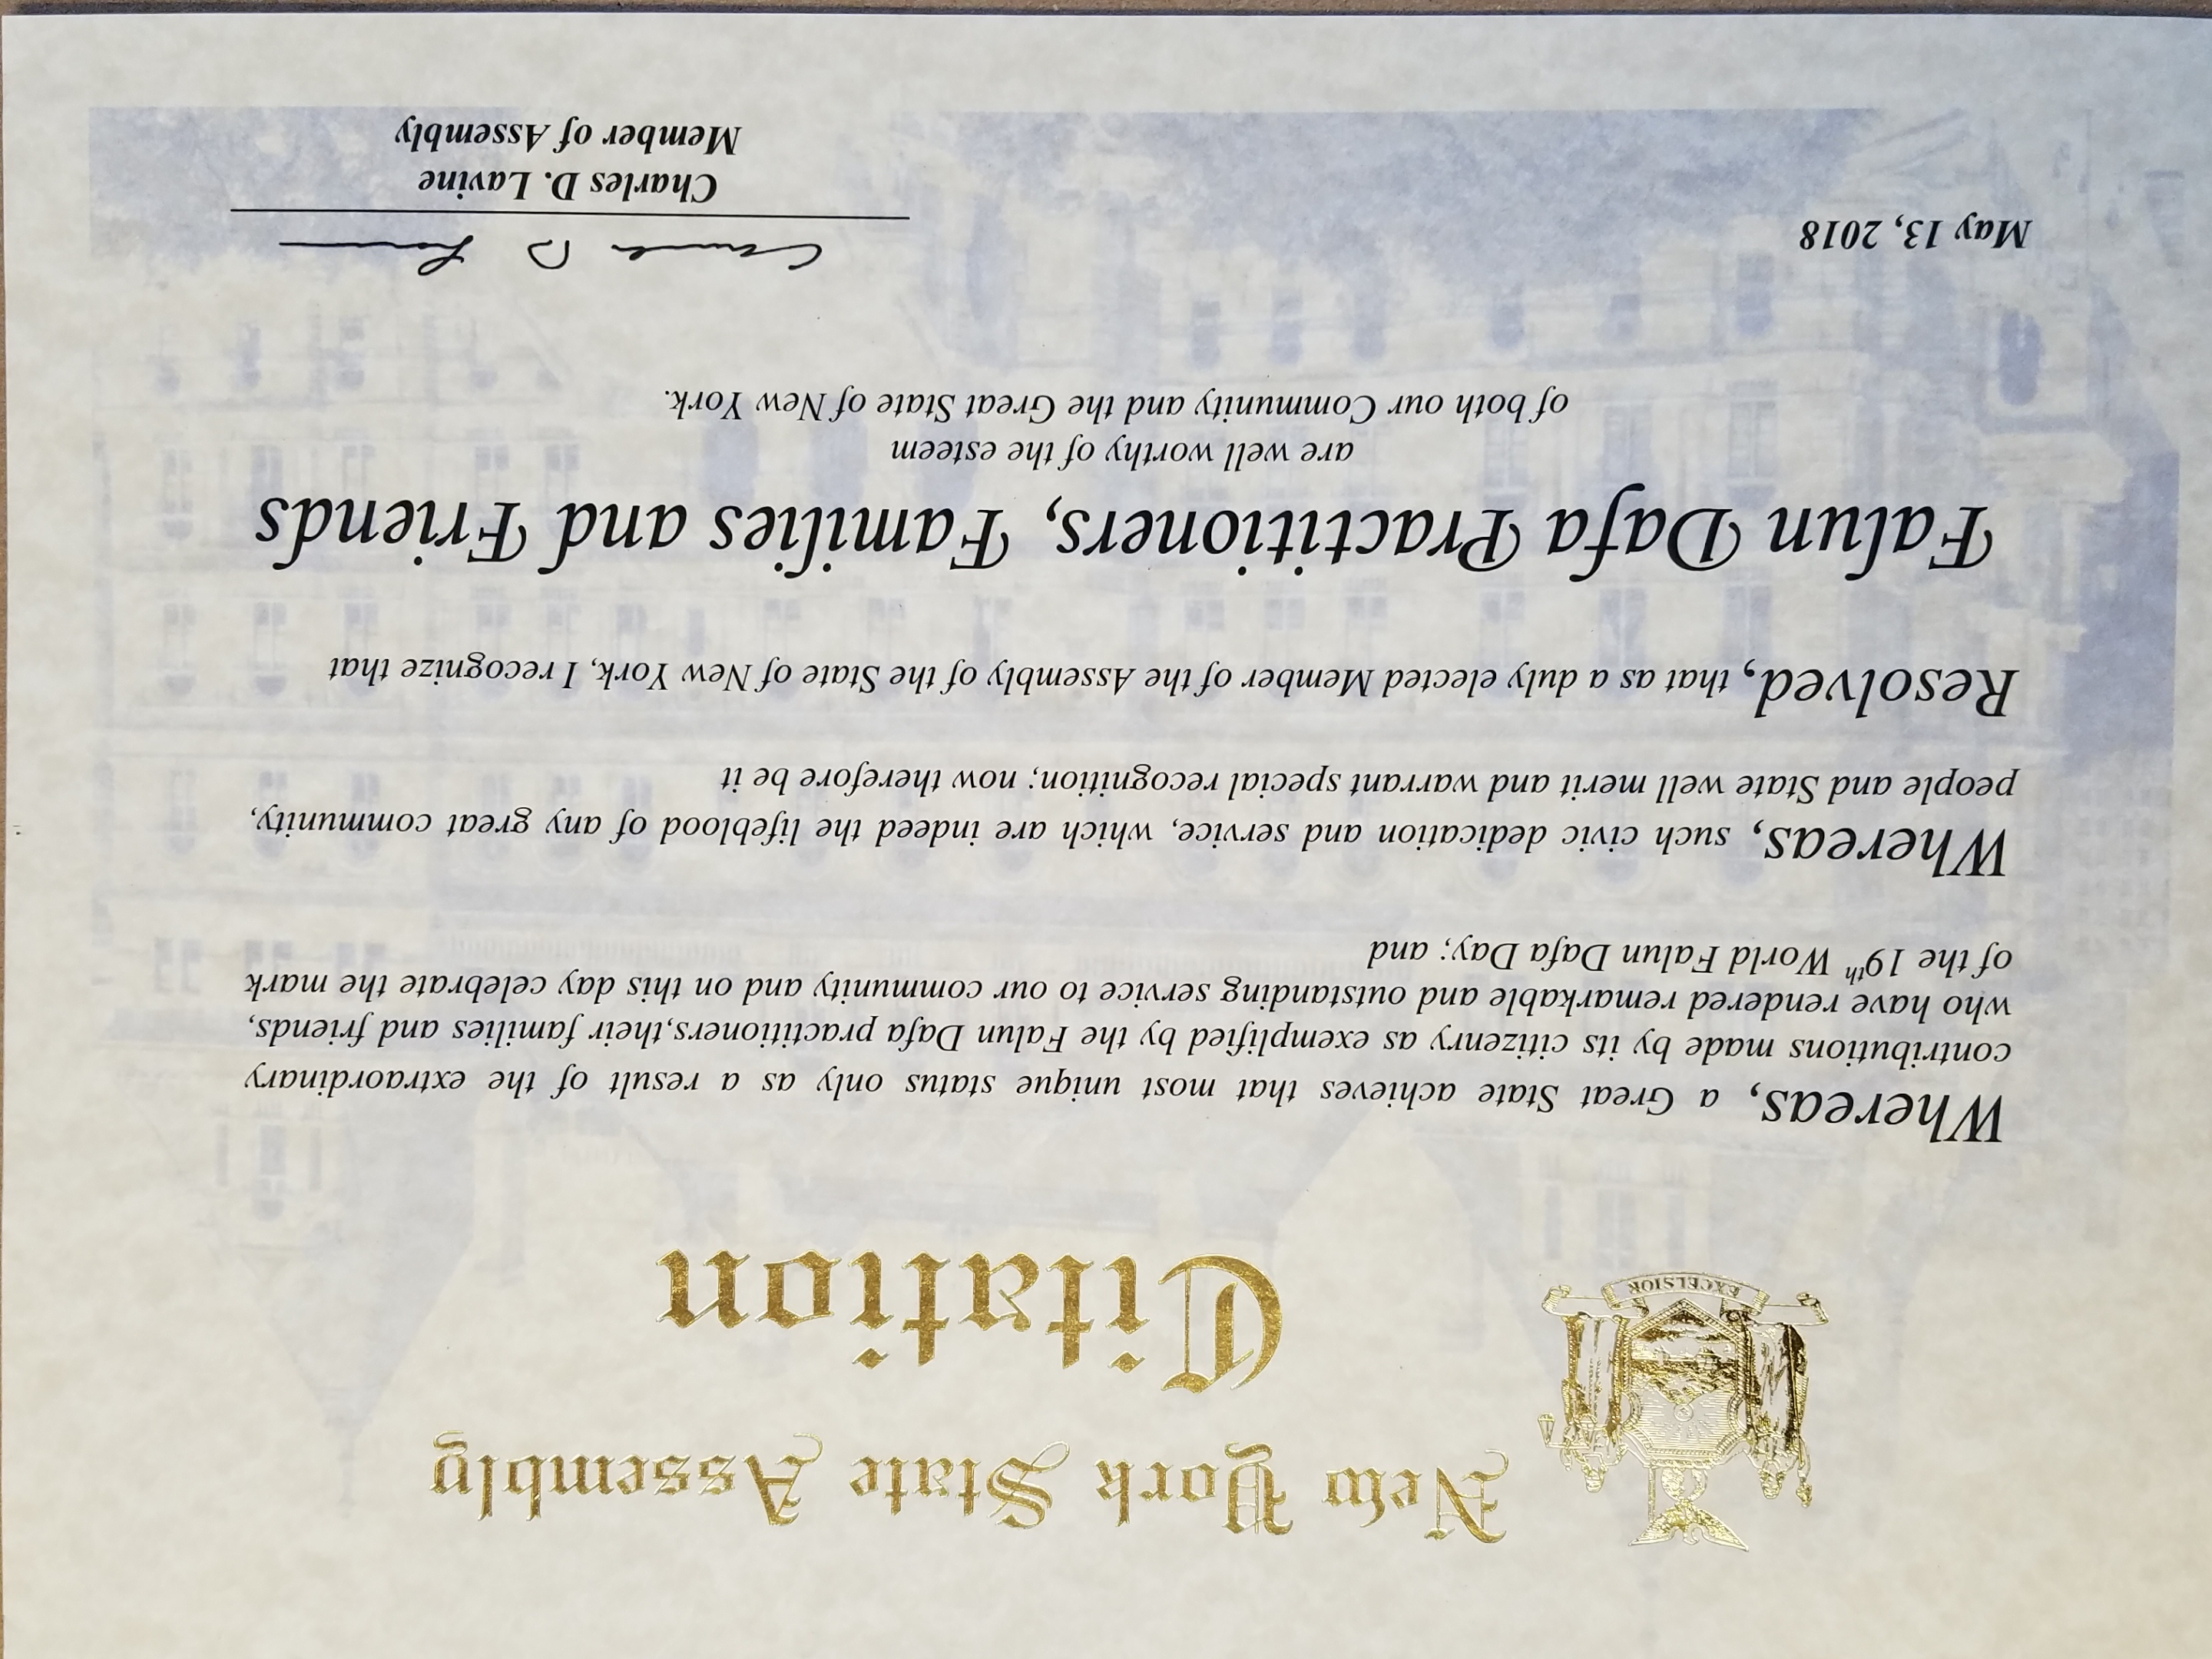 New York State Assembly
Citation
EXCELSIOR
Whereas, a Great State achieves that most unique status only as a result of the extraordinary
contributions made by its citizenry as exemplified by the Falun Dafa practitioners,their families and friends,
who have rendered remarkable and outstanding service to our community and on this day celebrate the mark
of the 19th World Falun Dafa Day; and
Whereas, such civic dedication and service, which are indeed the lifeblood of any great community,
people and State well merit and warrant special recognition; now therefore be it
Resolved, that as a duly elected Member of the Assembly of the State of New York, I recognize that
Falun Dafa Practitioners, Families and Friends
are well worthy of the esteem
of both our Community and the Great State of New York.
May 13, 2018
Charles D. Lavine
Member of Assembly